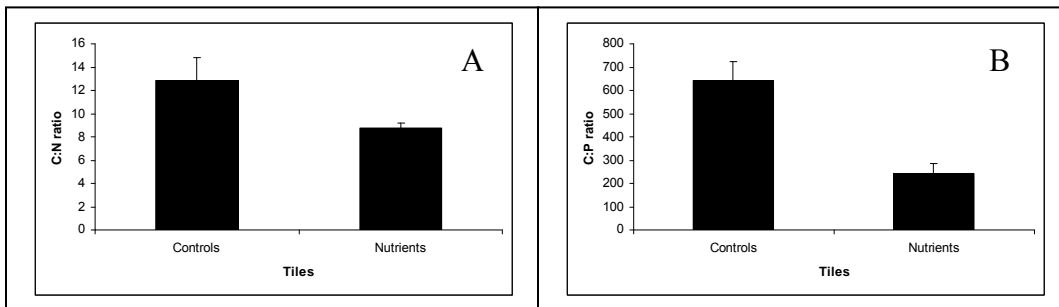 A
C:N ratio
16
14
12
10
8
6
4
2
0
Controls
Nutrients
Tiles
B
C:P ratio
800
700
600
500
400
300
200
100
0
Controls
Nutrients
Tiles